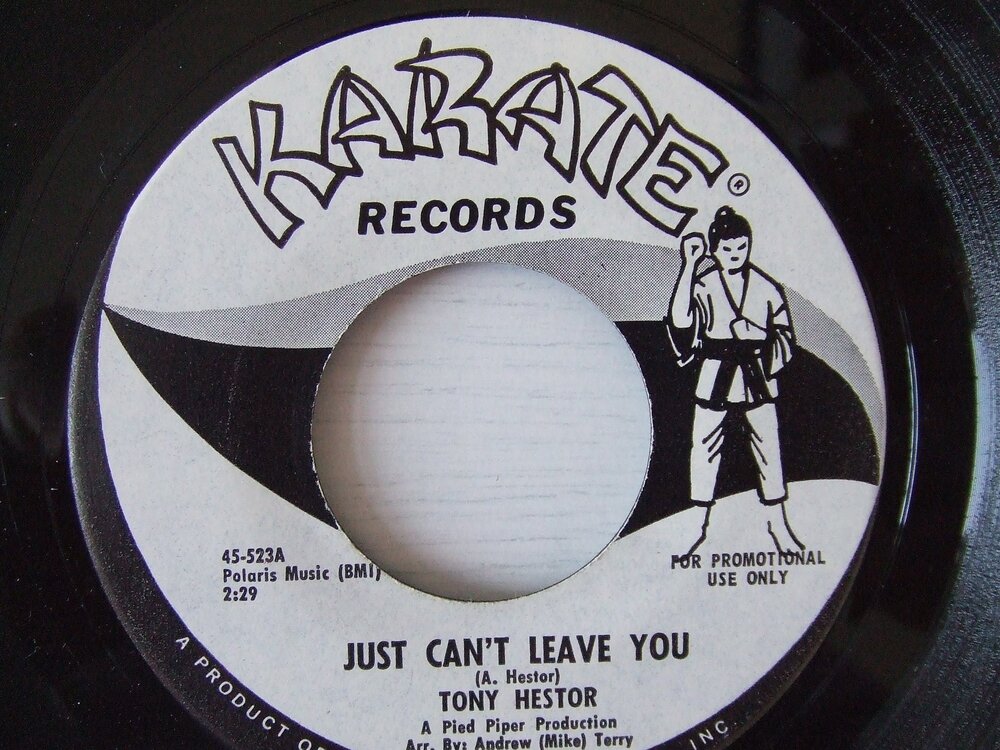 KARATE ®
RECORDS
45-523A
Polaris Music (BMI)
2:29
FOR PROMOTIONAL
USE ONLY
JUST CAN'T LEAVE YOU
(A. Hestor)
TONY HESTOR
A Pied Piper Production
Arr. By: Andrew (Mike) Terry
A PRODUCT OF
INC.